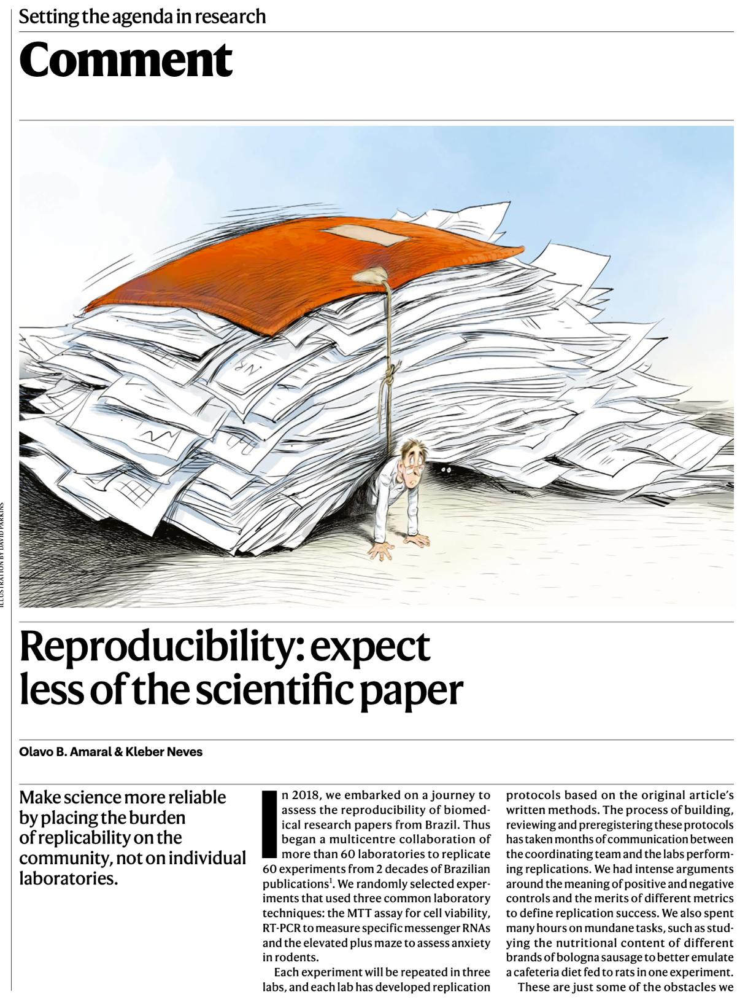 Setting the agenda in research
Comment
ILLUSTRATION BY DAVID PARKINS
Reproducibility: expect
less of the scientific paper
Olavo B. Amaral & Kleber Neves
Make science more reliable
by placing the burden
of replicability on the
community, not on individual
laboratories.
In 2018, we embarked on a journey to
assess the reproducibility of biomed-
ical research papers from Brazil. Thus
began a multicentre collaboration of
more than 60 laboratories to replicate
60 experiments from 2 decades of Brazilian
publications¹. We randomly selected exper-
iments that used three common laboratory
techniques: the MTT assay for cell viability,
RT-PCR to measure specific messenger RNAs
and the elevated plus maze to assess anxiety
in rodents.
Each experiment will be repeated in three
labs, and each lab has developed replication
protocols based on the original article’s
written methods. The process of building,
reviewing and preregistering these protocols
has taken months of communication between
the coordinating team and the labs perform-
ing replications. We had intense arguments
around the meaning of positive and negative
controls and the merits of different metrics
to define replication success. We also spent
many hours on mundane tasks, such as stud-
ying the nutritional content of different
brands of bologna sausage to better emulate
a cafeteria diet fed to rats in one experiment.
These are just some of the obstacles we